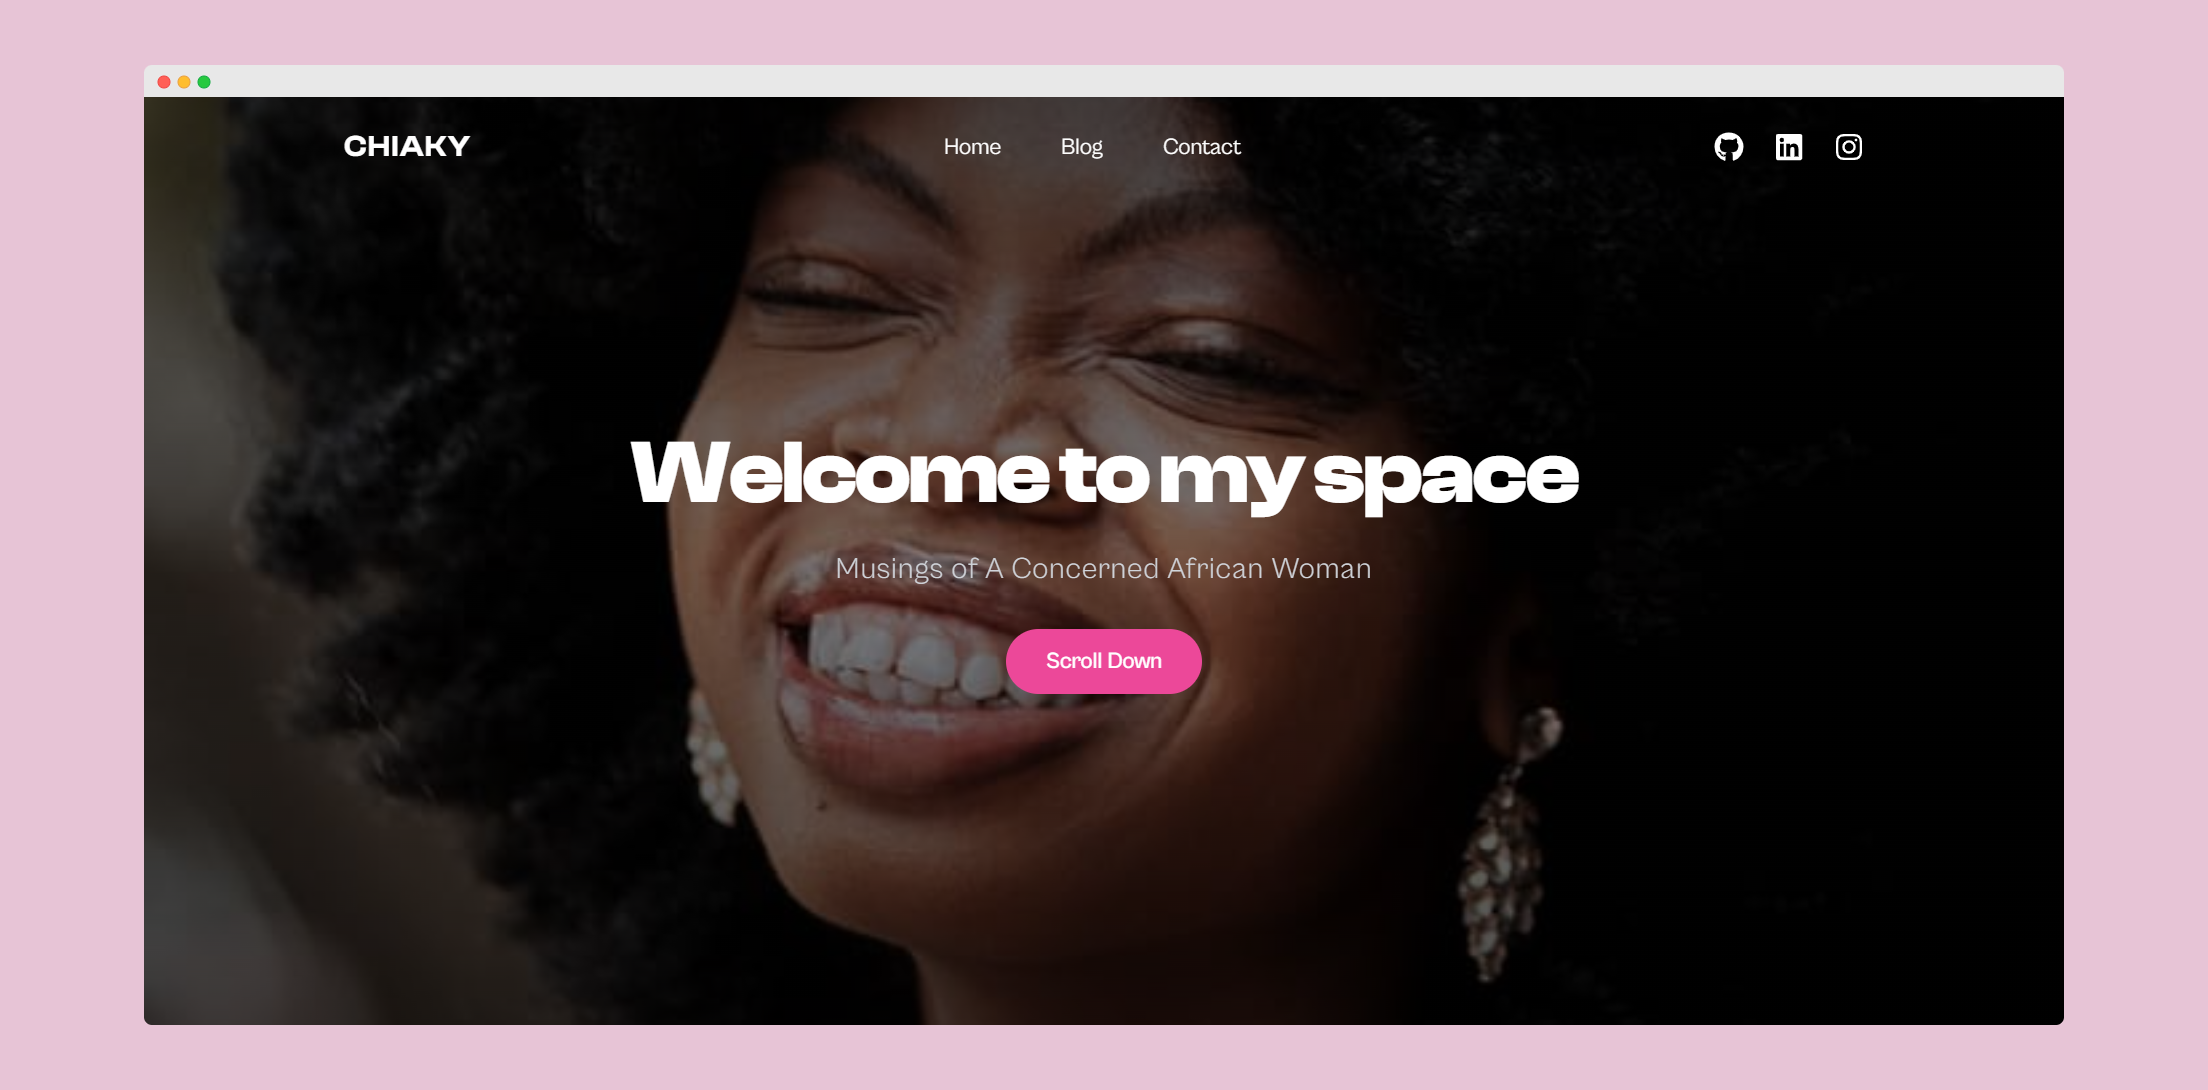 CHIAKY
Home Blog Contact
Welcome to my space
Musings of A Concerned African Woman
Scroll Down